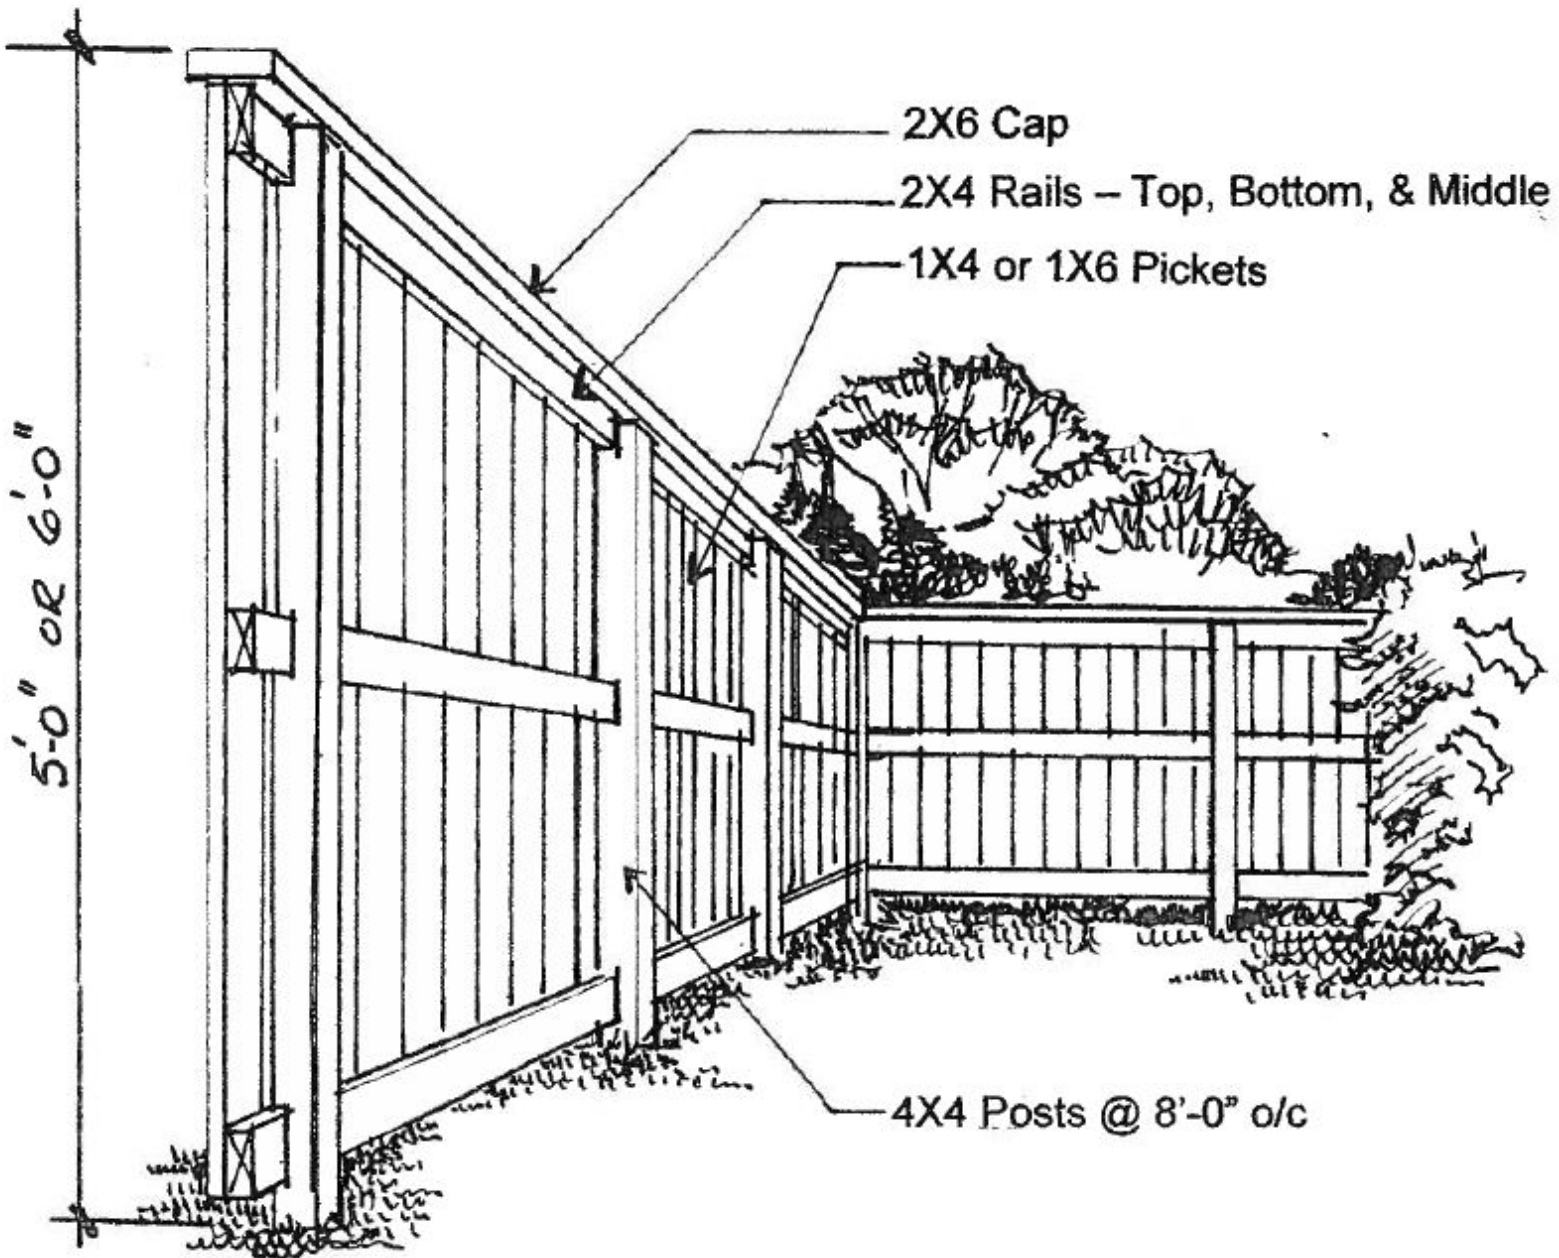 2X6 Cap
2X4 Rails – Top, Bottom, & Middle
1X4 or 1X6 Pickets
5'-0" OR 6'-0"
4X4 Posts @ 8'-0" o/c